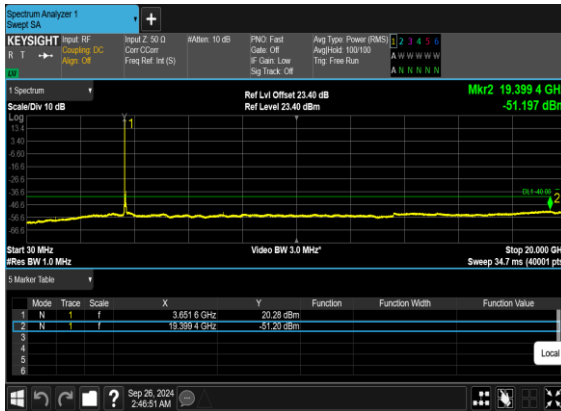 Spectrum Analyzer 1
Swept SA
+
KEYSIGHT Input: RF Input Z: 50 Ω #Atten: 10 dB PNO: Fast Avg Type: Power (RMS) 1 2 3 4 5 6
R T Coupling: DC Corr CCorr Gate: Off Avg|Hold: 100/100 A W W W W W
Align: Off Freq Ref: Int (S) IF Gain: Low Trig: Free Run
Sig Track: Off A N N N N N
1 Spectrum
Scale/Div 10 dB
Ref Lvl Offset 23.40 dB
Ref Level 23.40 dBm
Mkr2 19.399 4 GH
-51.197 dBr
Log
13.4
3.40
-6.60
-16.6
-26.6
-36.6
-46.6
-56.6
-66.6
1
2
Start 30 MHz Video BW 3.0 MHz* Stop 20.000 GH
#Res BW 1.0 MHz Sweep 34.7 ms (40001 pts
5 Marker Table
Mode Trace Scale X Y Function Function Width Function Value
1 N 1 f 3.651 6 GHz 20.28 dBm
2 N 1 f 19.399 4 GHz -51.20 dBm
3
4
5
6
Local
? Sep 26, 2024
2:46:51 AM